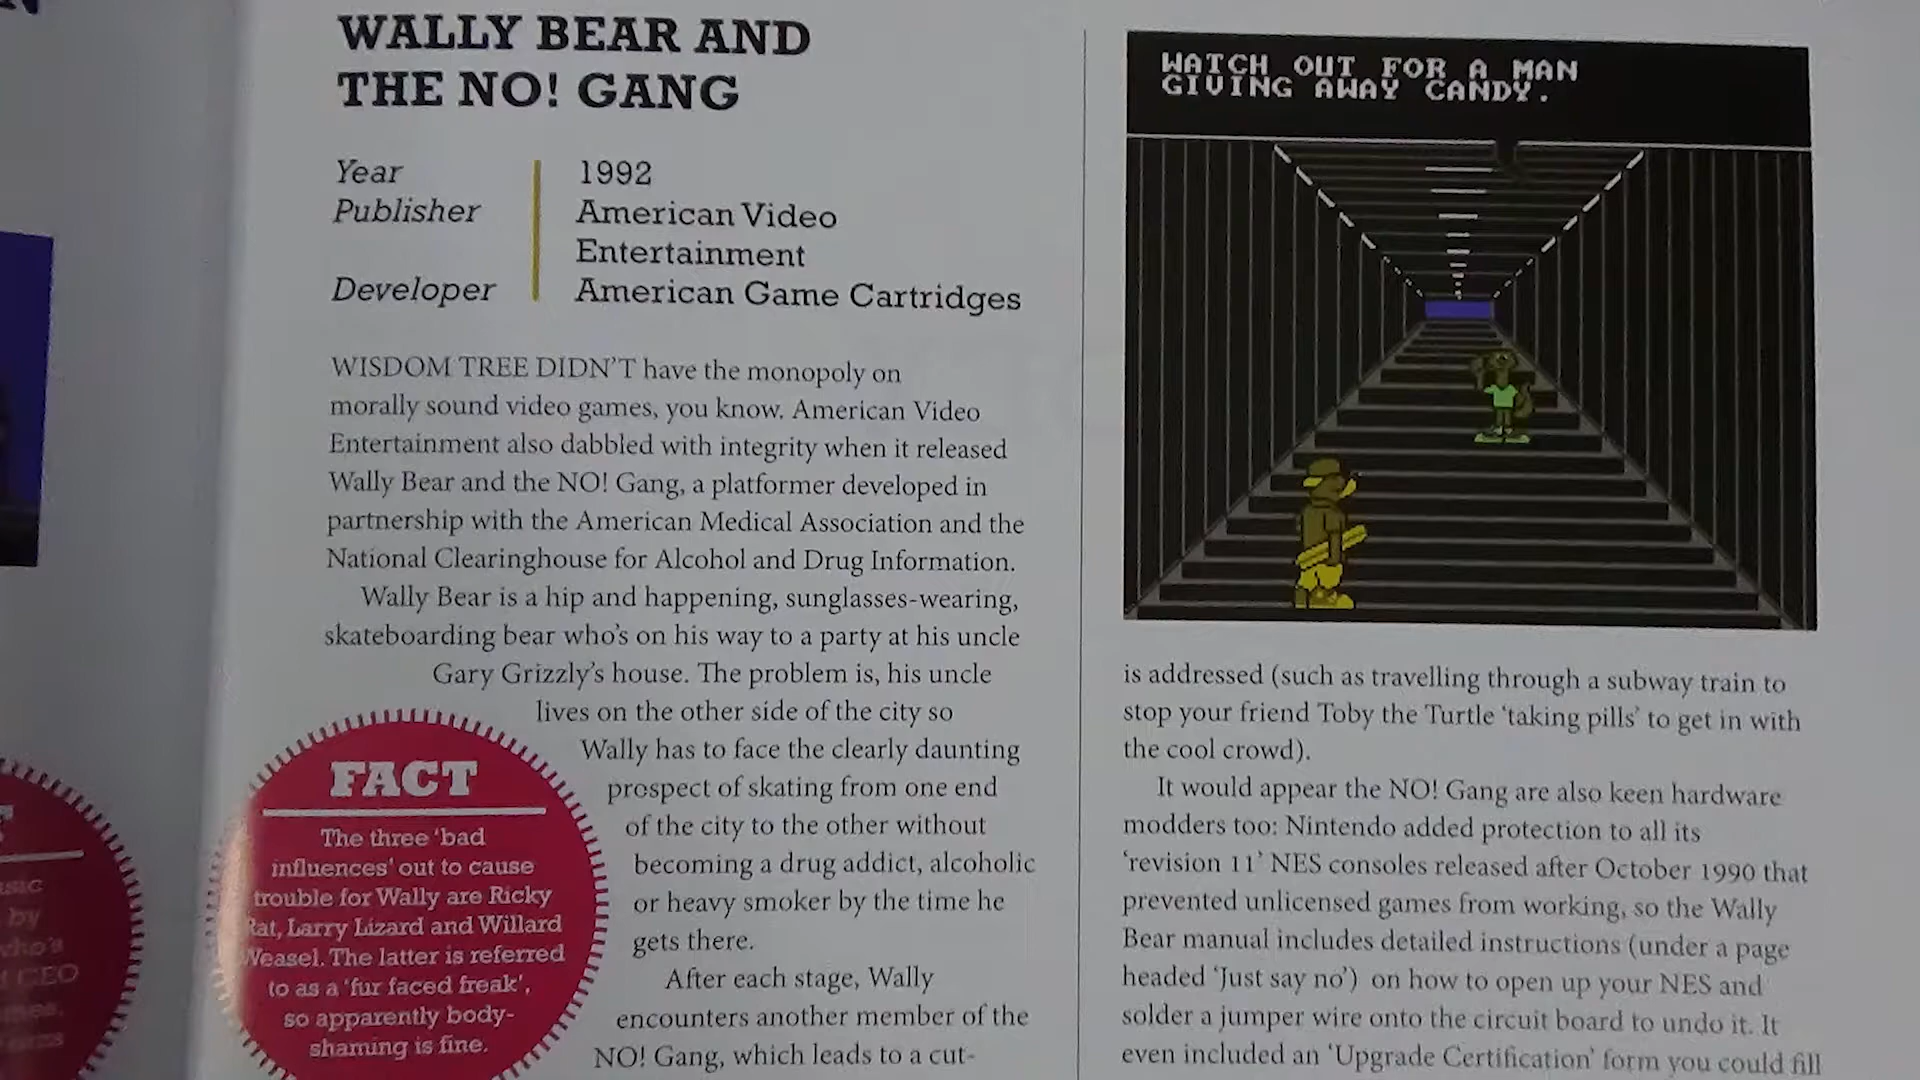 WALLY BEAR AND
THE NO! GANG
Year 1992
Publisher American Video
Entertainment
Developer American Game Cartridges
WISDOM TREE DIDN'T have the monopoly on
morally sound video games, you know. American Video
Entertainment also dabbled with integrity when it released
Wally Bear and the NO! Gang, a platformer developed in
partnership with the American Medical Association and the
National Clearinghouse for Alcohol and Drug Information.
Wally Bear is a hip and happening, sunglasses-wearing,
skateboarding bear who's on his way to a party at his uncle
Gary Grizzly's house. The problem is, his uncle
lives on the other side of the city so
Wally has to face the clearly daunting
prospect of skating from one end
of the city to the other without
becoming a drug addict, alcoholic
or heavy smoker by the time he
gets there.
After each stage, Wally
encounters another member of the
NO! Gang, which leads to a cut-
FACT
The three 'bad
influences' out to cause
trouble for Wally are Ricky
Rat, Larry Lizard and Willard
Weasel. The latter is referred
to as a 'fur faced freak',
so apparently body-
shaming is fine.
WATCH OUT FOR A MAN
GIVING AWAY CANDY.
is addressed (such as travelling through a subway train to
stop your friend Toby the Turtle 'taking pills' to get in with
the cool crowd).
It would appear the NO! Gang are also keen hardware
modders too: Nintendo added protection to all its
'revision 11' NES consoles released after October 1990 that
prevented unlicensed games from working, so the Wally
Bear manual includes detailed instructions (under a page
headed 'Just say no') on how to open up your NES and
solder a jumper wire onto the circuit board to undo it. It
even included an 'Upgrade Certification' form you could fill
by
who's
CEO